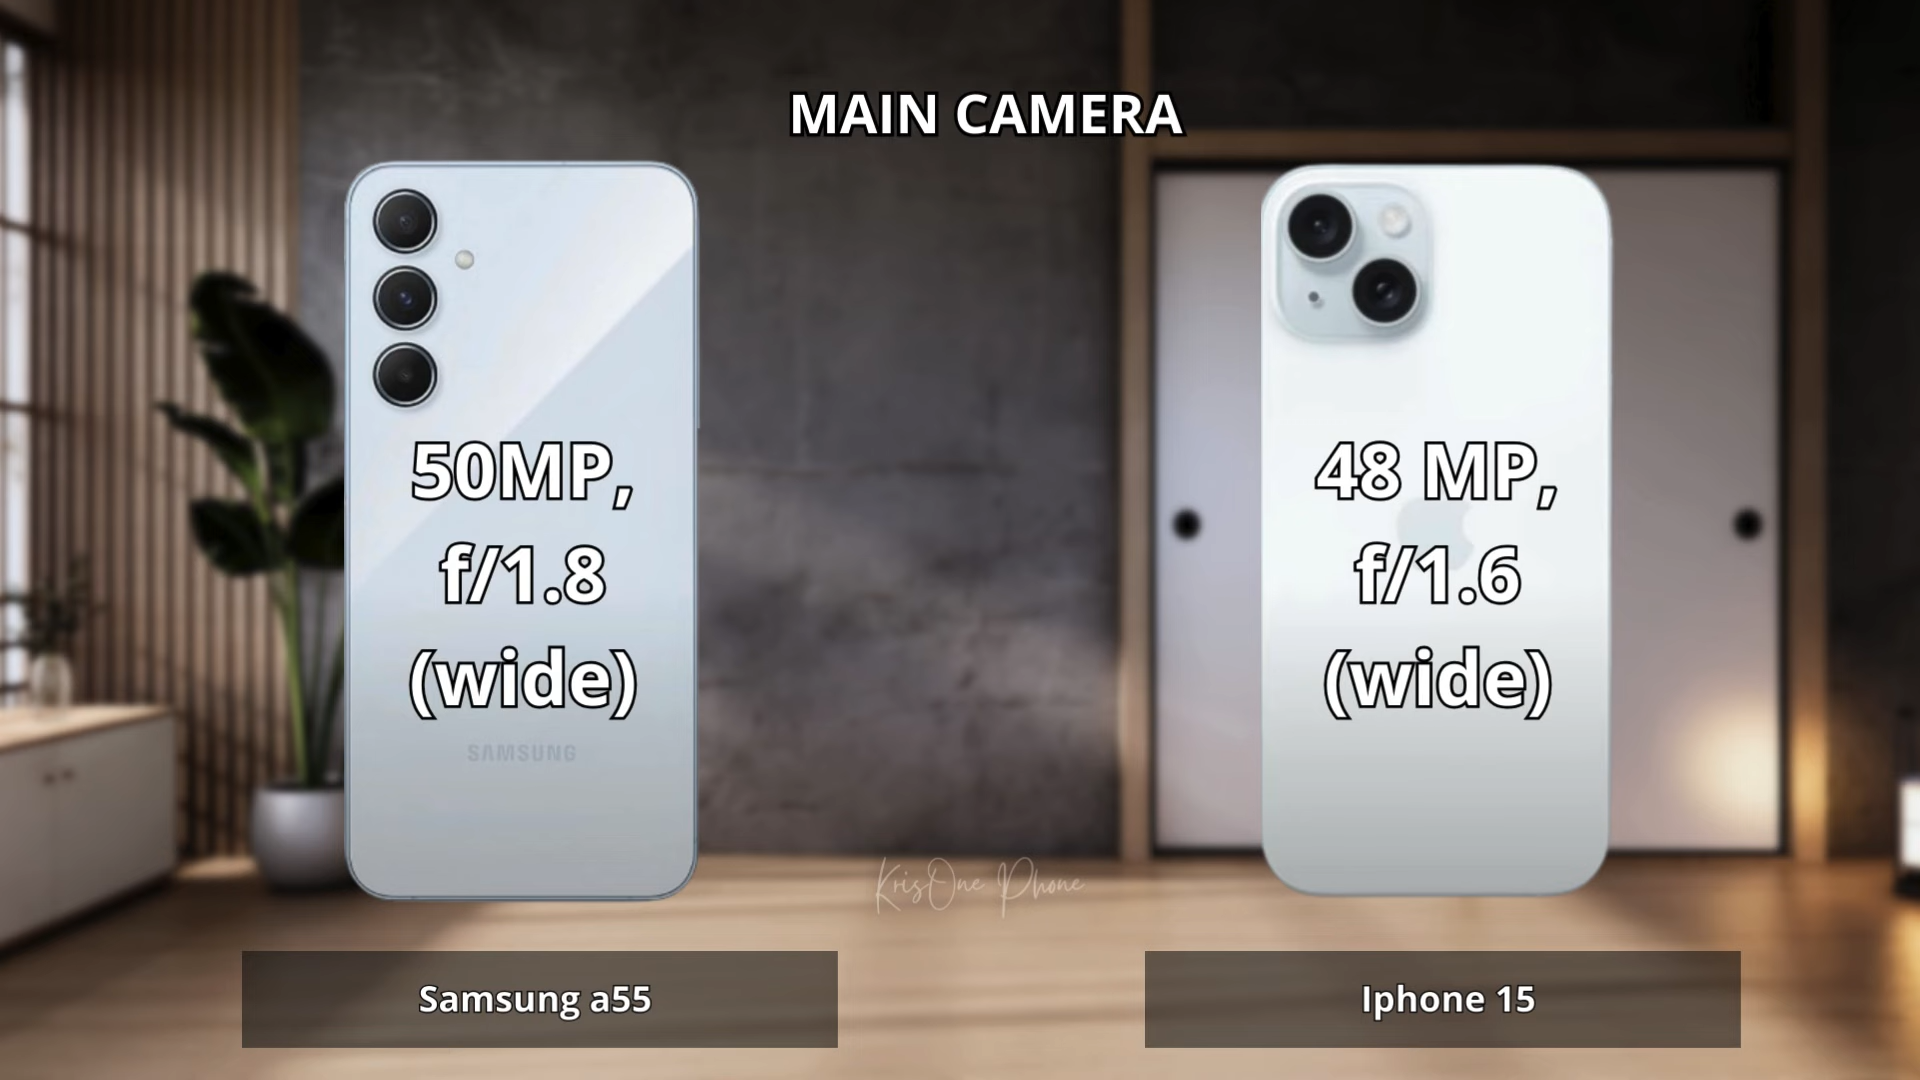 MAIN CAMERA
50MP,
f/1.8
(wide)
SAMSUNG
48 MP,
f/1.6
(wide)
KrisOne Phone
Samsung a55
Iphone 15